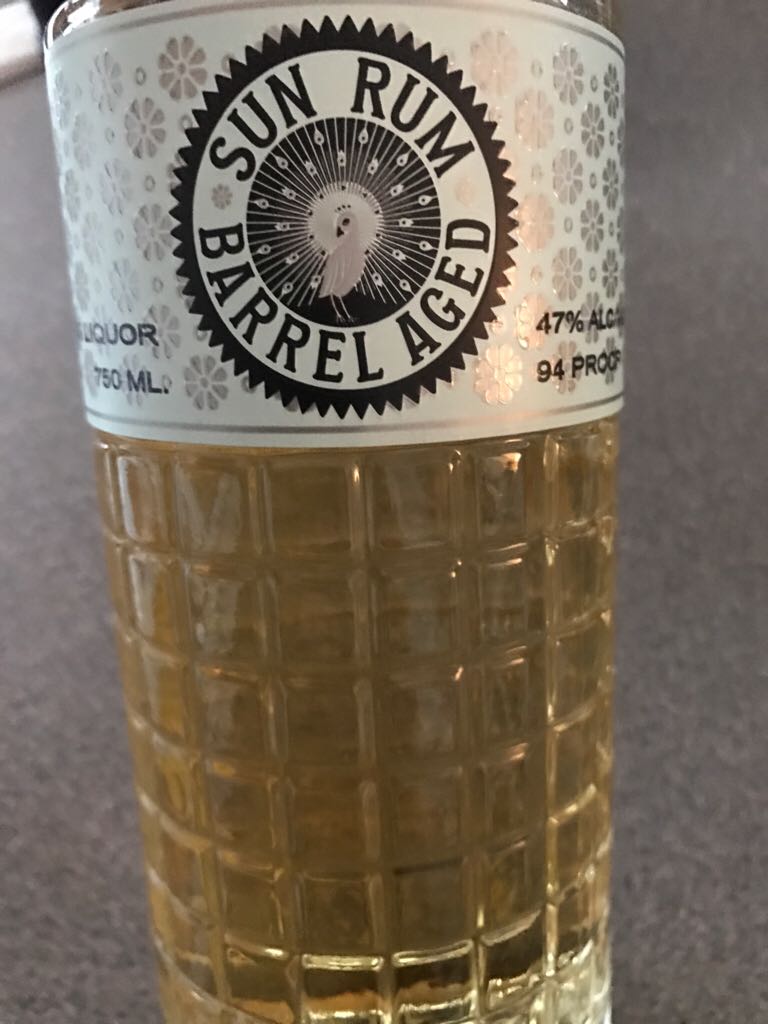 SUN RUM
BARREL AGED
LIQUOR
750 ML.
47% ALC
94 PROOF